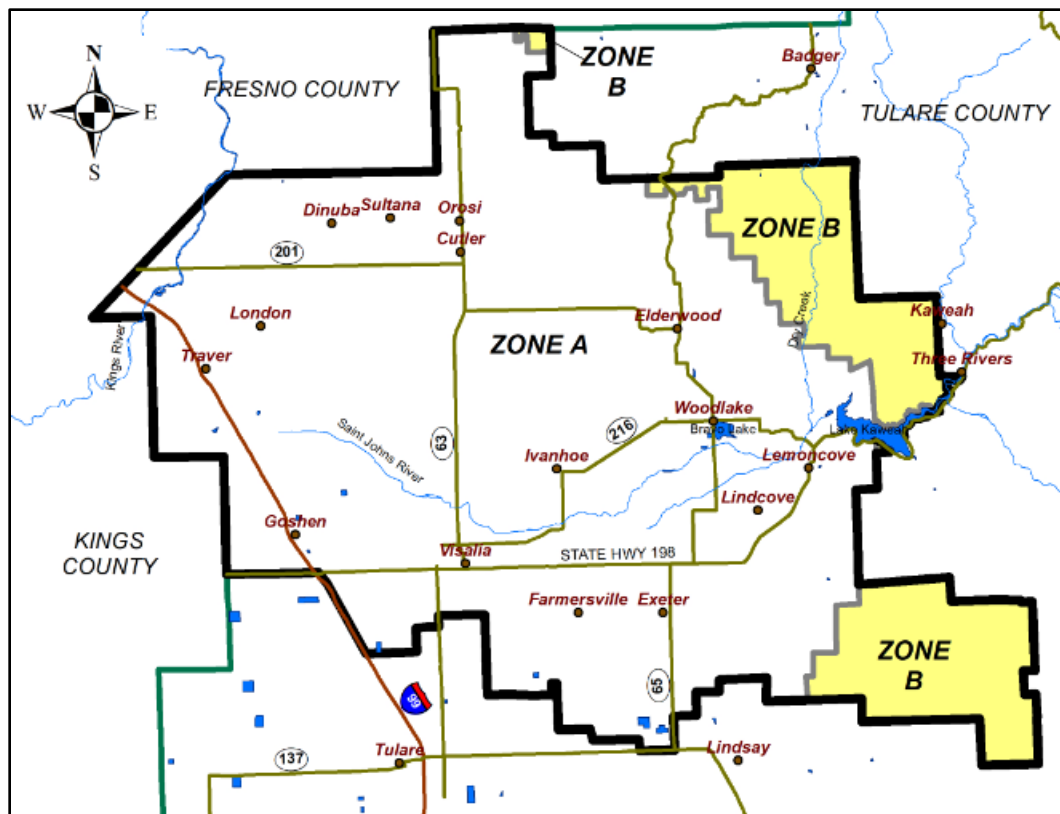 N
W
E
S
FRESNO COUNTY
ZONE
B
Badger
TULARE COUNTY
Dinuba
Sultana
Orosi
Cutler
201
ZONE B
London
ZONE A
Elderwood
Dry Creek
Kaweah
Kings River
Traver
Three Rivers
Saint Johns River
63
216
Woodlake
Bravo Lake
Lake Kaweah
Ivanhoe
Lemoncove
Lindcove
Goshen
KINGS
COUNTY
Visalia
STATE HWY 198
Farmersville
Exeter
ZONE
B
65
99
137
Tulare
Lindsay